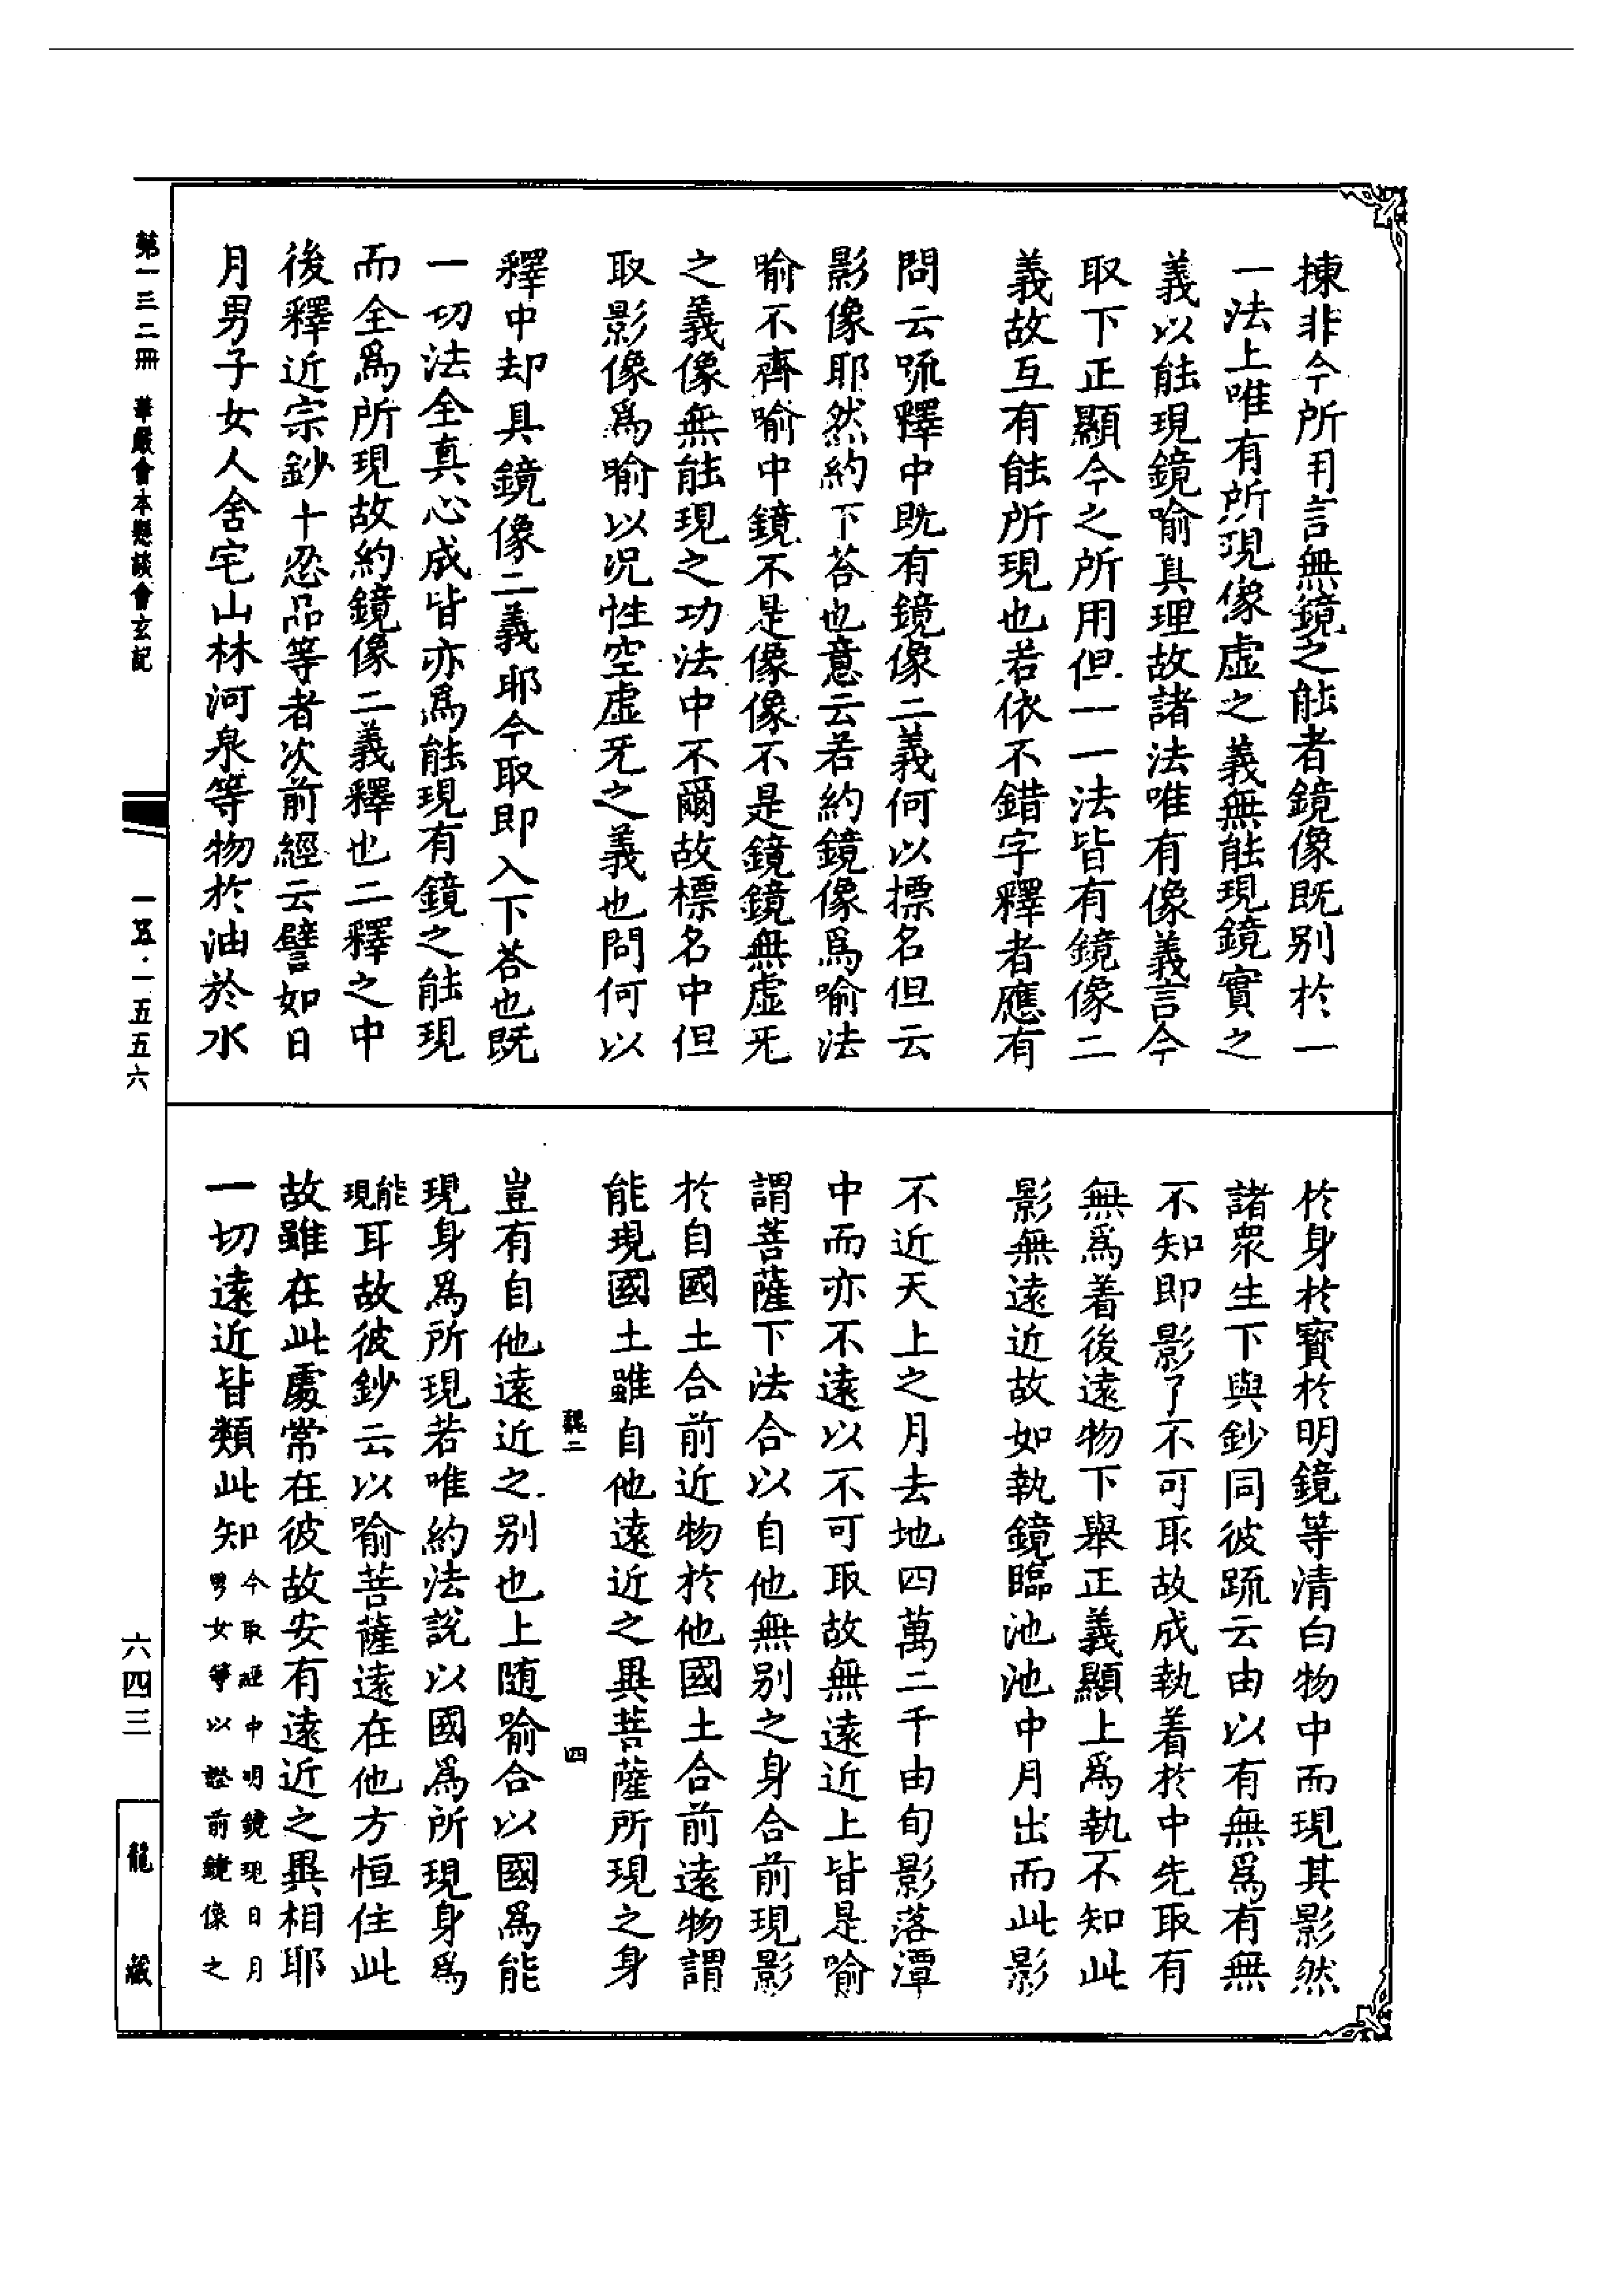 揀非今所用言無鏡之能者鏡像既别於一
一法上唯有所現像虚之義無能現鏡實之
義以能現鏡喻真理故諸法唯有像義言今
取下正顯今之所用但一一法皆有鏡像二
義故互有能所現也若依不錯字釋者應有
問云䟽釋中既有鏡像二義何以摽名但云
影像耶然約下荅也意云若約鏡像爲喻法
喻不齊喻中鏡不是像像不是鏡鏡無虚旡
之義像無能現之功法中不爾故標名中但
取影像爲喻以况性空虚旡之義也問何以
釋中却具鏡像二義耶今取即入下荅也既
一切法全真心成皆亦爲能現有鏡之能現
而全爲所現故約鏡像二義釋也二釋之中
後釋近宗鈔十忍品等者次前經云譬如日
月男子女人舍宅山林河泉等物於油於水
於身於寳於明鏡等清白物中而現其影然
諸衆生下與鈔同彼䟽云由以有無爲有無
不知即影了不可取故成執着於中先取有
無爲着後遠物下舉正義顯上爲執不知此
影無遠近故如執鏡臨池池中月出而此影
不近天上之月去地四萬二千由旬影落潭
中而亦不遠以不可取故無遠近上皆是喻
謂菩薩下法合以自他無别之身合前現影
於自國土合前近物於他國土合前遠物謂
能現國土雖自他遠近之異菩薩所現之身
豈有自他遠近之别也上随喻合以國爲能
現身爲所現若唯約法說以國爲所現身爲
能現耳故彼鈔云以喻菩薩遠在他方恒住此
故雖在此處常在彼故安有遠近之異相耶
一切遠近皆類此知今取經中明鏡現日月男女等以證前鏡像之
魏二
四
第一三二冊 華嚴會本懸談會玄記
一五·一五五六
六四三
龍藏